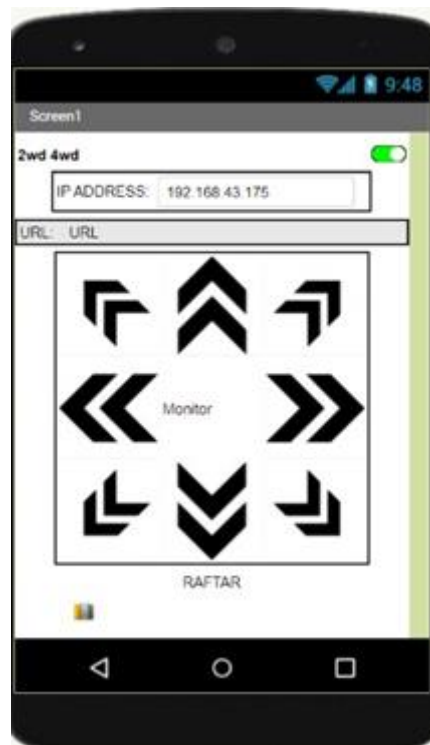 9:48
Screen1
2wd 4wd
IP ADDRESS: 192.168.43.175
URL: URL
Monitor
RAFTAR